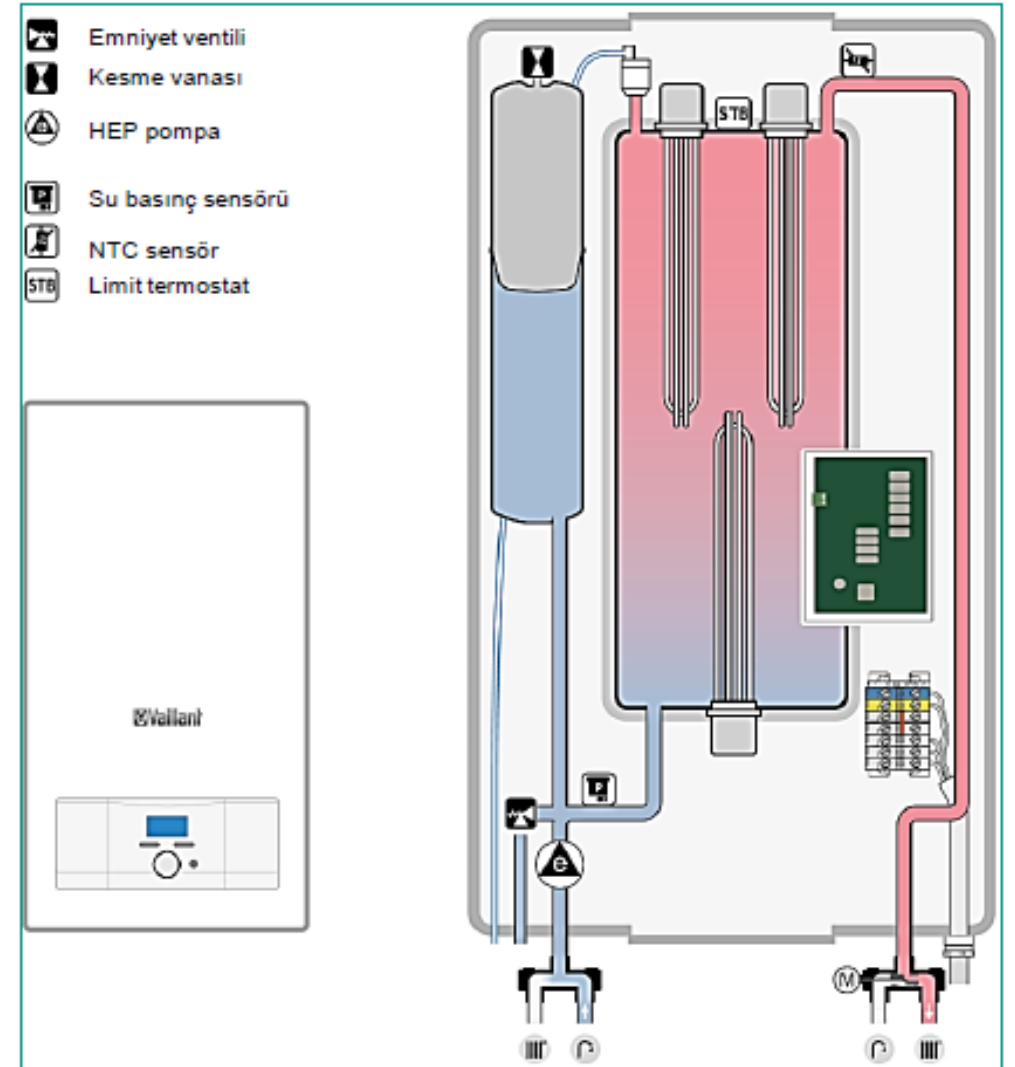 Emniyet ventili
Kesme vanası
HEP pompa
Su basınç sensörü
NTC sensör
STB Limit termostat
STB
Vaillant
P
e
M